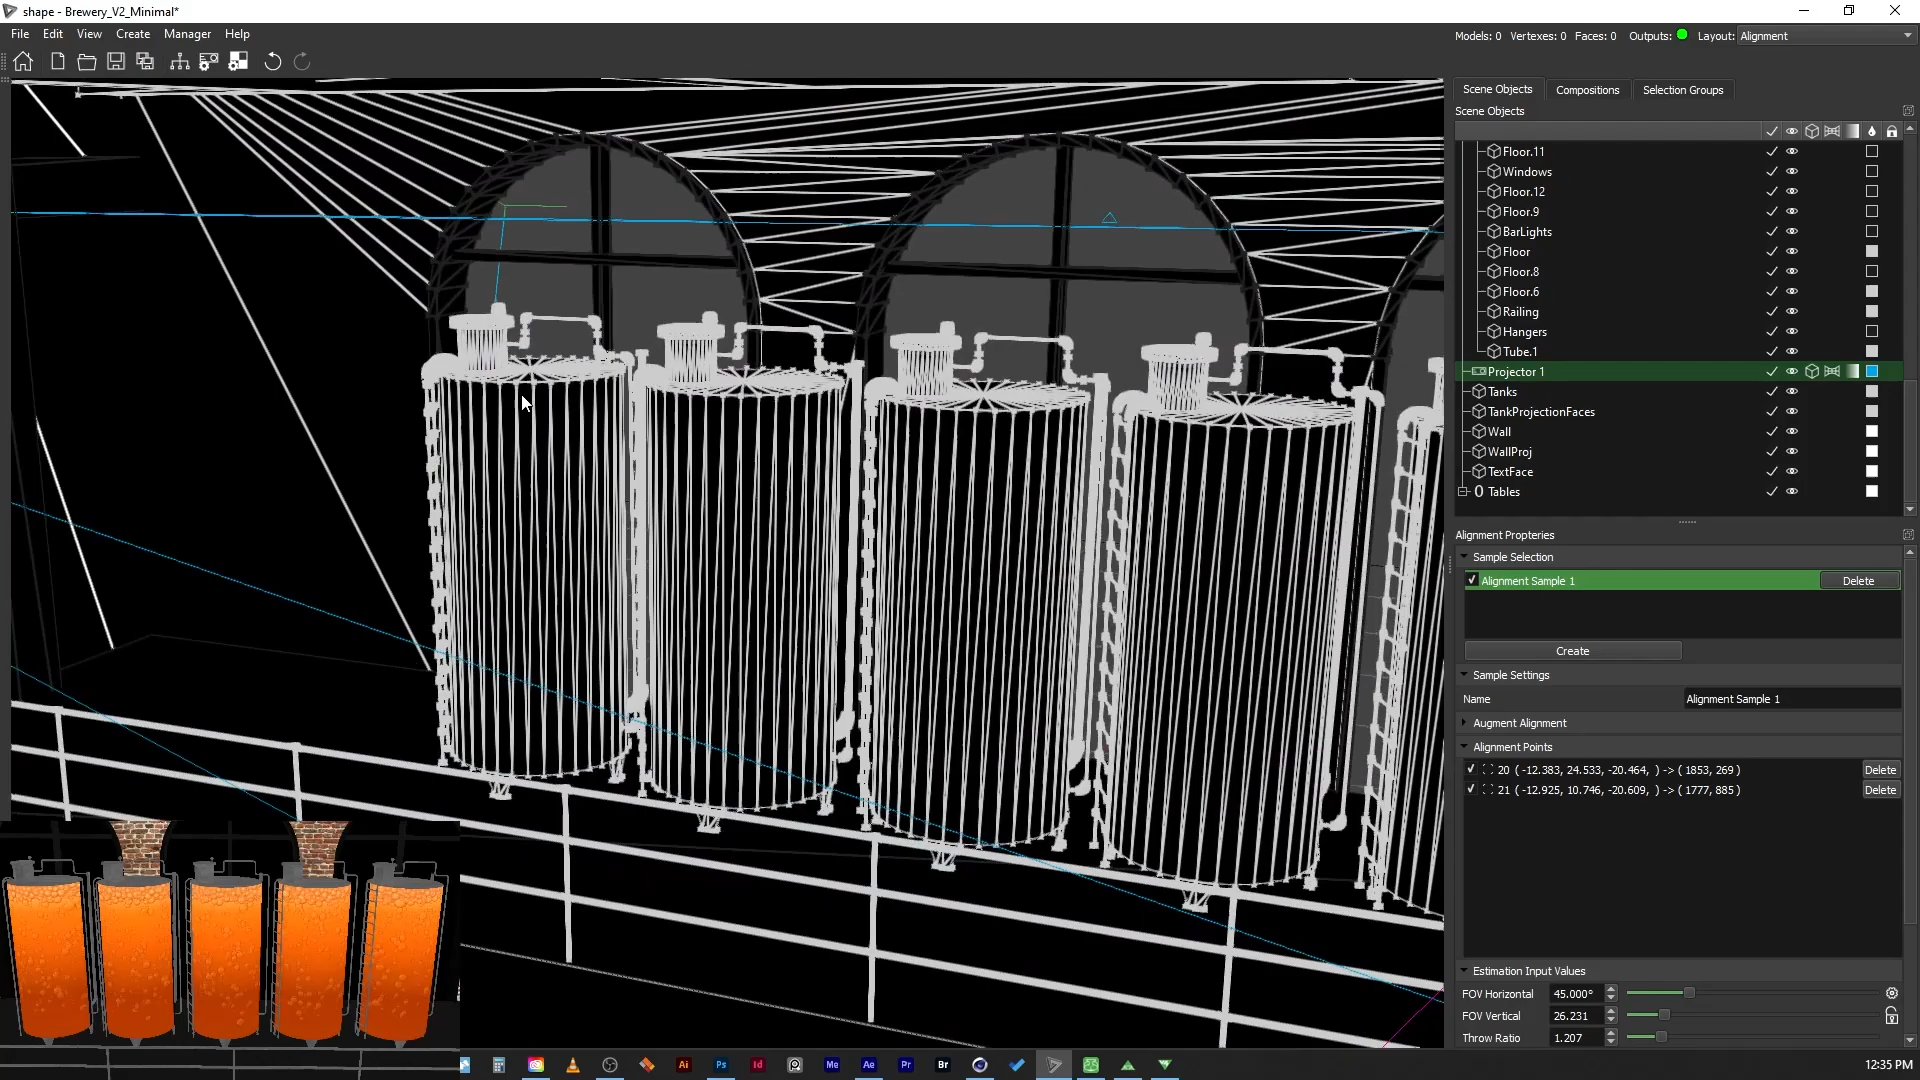 shape - Brewery_V2_Minimal*
File Edit View Create Manager Help
Models: 0 Vertexes: 0 Faces: 0 Outputs: Layout: Alignment
Scene Objects Compositions Selection Groups
Scene Objects
Floor.11
Windows
Floor.12
Floor.9
BarLights
Floor
Floor.8
Floor.6
Railing
Hangers
Tube.1
Projector 1
Tanks
TankProjectionFaces
Wall
WallProj
TextFace
0 Tables
Alignment Propteries
Sample Selection
Alignment Sample 1 Delete
Create
Sample Settings
Name Alignment Sample 1
Augment Alignment
Alignment Points
20 ( -12.383, 24.533, -20.464, ) -> ( 1853, 269 ) Delete
21 ( -12.925, 10.746, -20.609, ) -> ( 1777, 885 ) Delete
Estimation Input Values
FOV Horizontal 45.000°
FOV Vertical 26.231
Throw Ratio 1.207
Ai Ps Id Me Ae Pr Br
12:35 PM